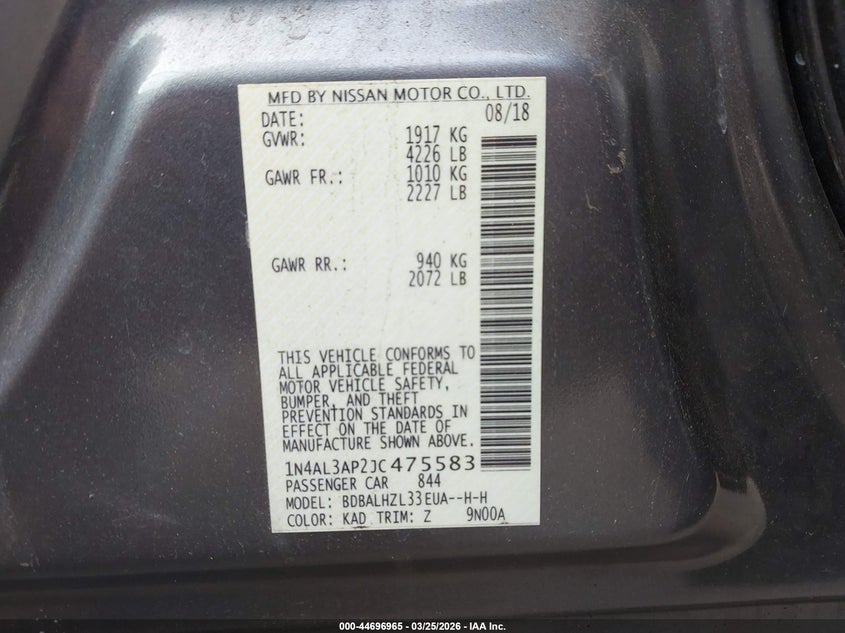 MFD BY NISSAN MOTOR CO., LTD.
DATE: 08/18
GVWR: 1917 KG
4226 LB
GAWR FR.: 1010 KG
2227 LB
GAWR RR.: 940 KG
2072 LB
THIS VEHICLE CONFORMS TO
ALL APPLICABLE FEDERAL
MOTOR VEHICLE SAFETY,
BUMPER, AND THEFT
PREVENTION STANDARDS IN
EFFECT ON THE DATE OF
MANUFACTURE SHOWN ABOVE.
1N4AL3AP2JC475583
PASSENGER CAR 844
MODEL: BDBALHZL33EUA--H-H
COLOR: KAD TRIM: Z 9N00A
000-44696965 - 03/25/2026 - IAA Inc.